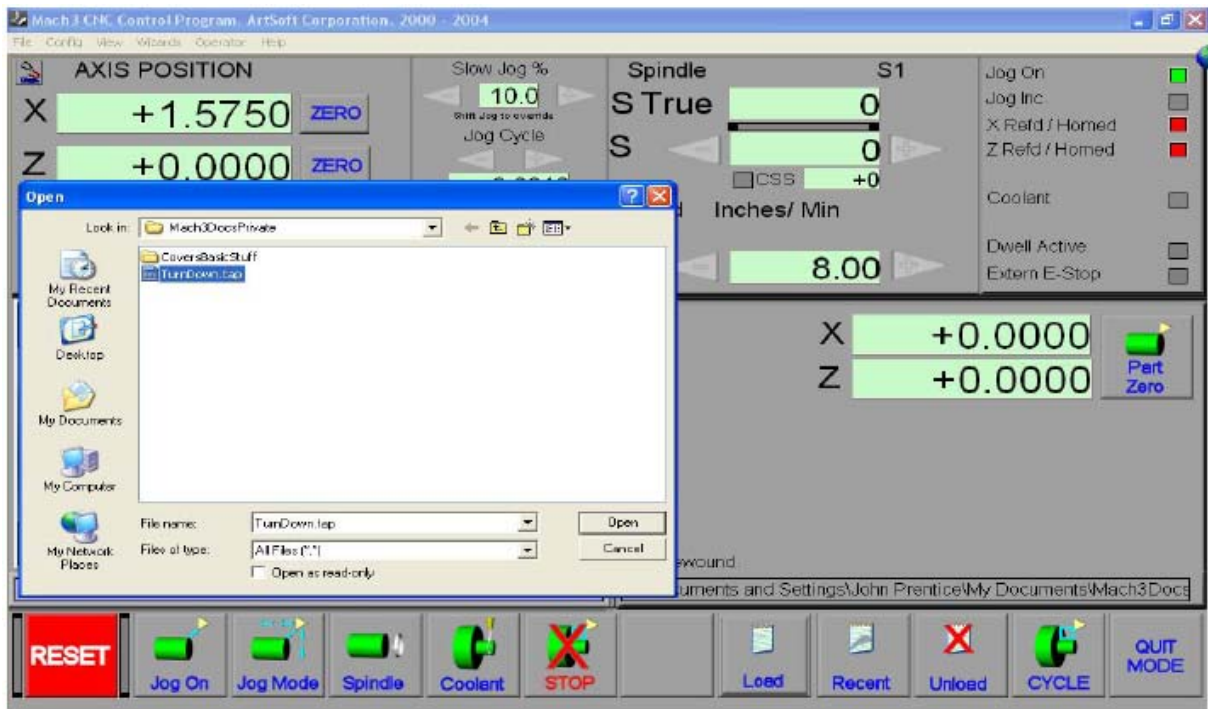 Mach3 CNC Control Program. ArtSoft Corporation. 2000 - 2004
File Config View Wizards Operator Help
AXIS POSITION
X +1.5750 ZERO
Z +0.0000 ZERO
Slow Jog %
10.0
Shift Jog to override
Jog Cycle
Spindle S1
S True 0
S 0
CSS +0
Inches/ Min
8.00
Jog On
Jog Inc
X Refd / Homed
Z Refd / Homed
Coolant
Dwell Active
Extern E-Stop
Open
Look in: Mach3DocsPrivate
CoversBasicStuff
TurnDown.tap
My Recent Documents
Desktop
My Documents
My Computer
My Network Places
File name: TurnDown.tap Open
Files of type: All Files (*.*) Cancel
Open as read-only
X +0.0000
Z +0.0000
Part Zero
ewound
uments and Settings\John Prentice\My Documents\Mach3Docs
RESET
Jog On
Jog Mode
Spindle
Coolant
STOP
Load
Recent
Unload
CYCLE
QUIT MODE